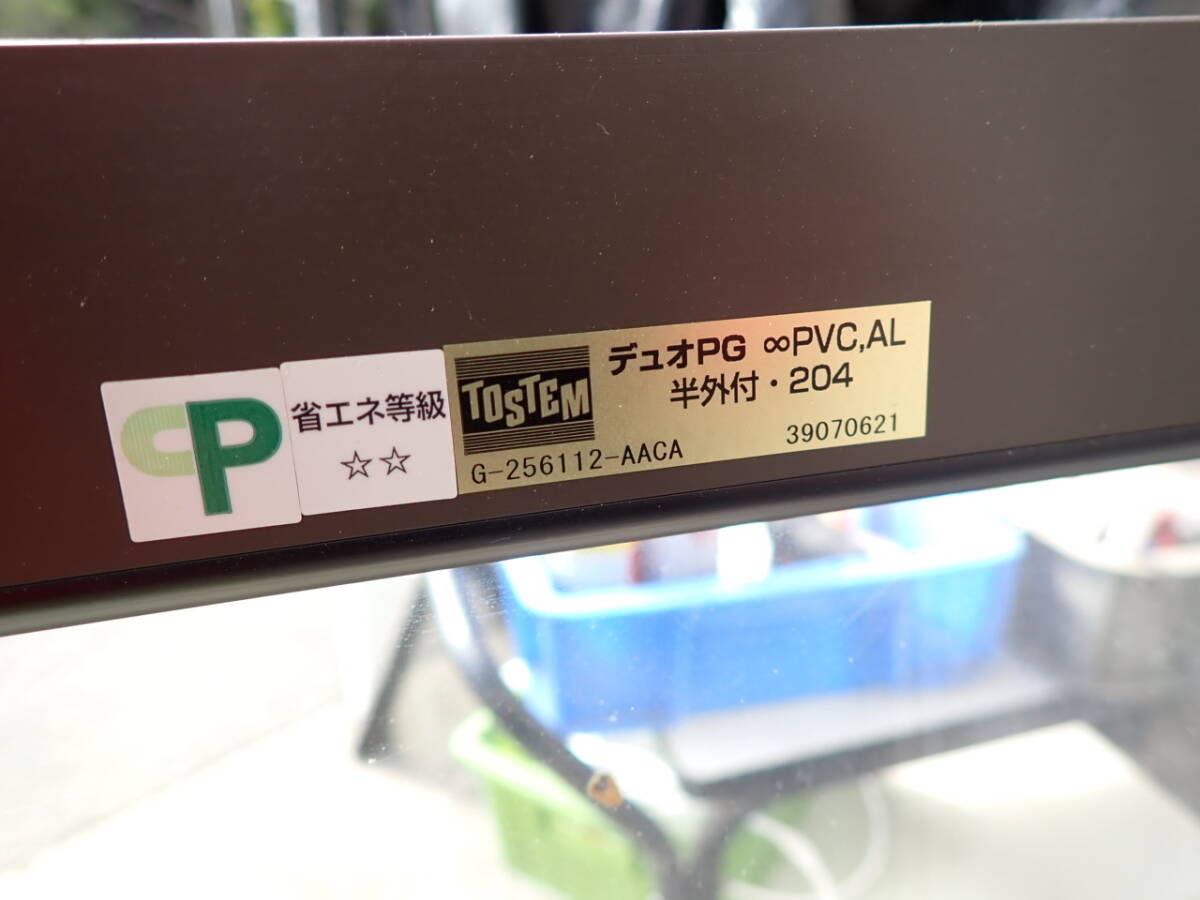 CP
省エネ等級
☆☆
TOSTEM
デュオPG ∞PVC,AL
半外付・204
G-256112-AACA 39070621